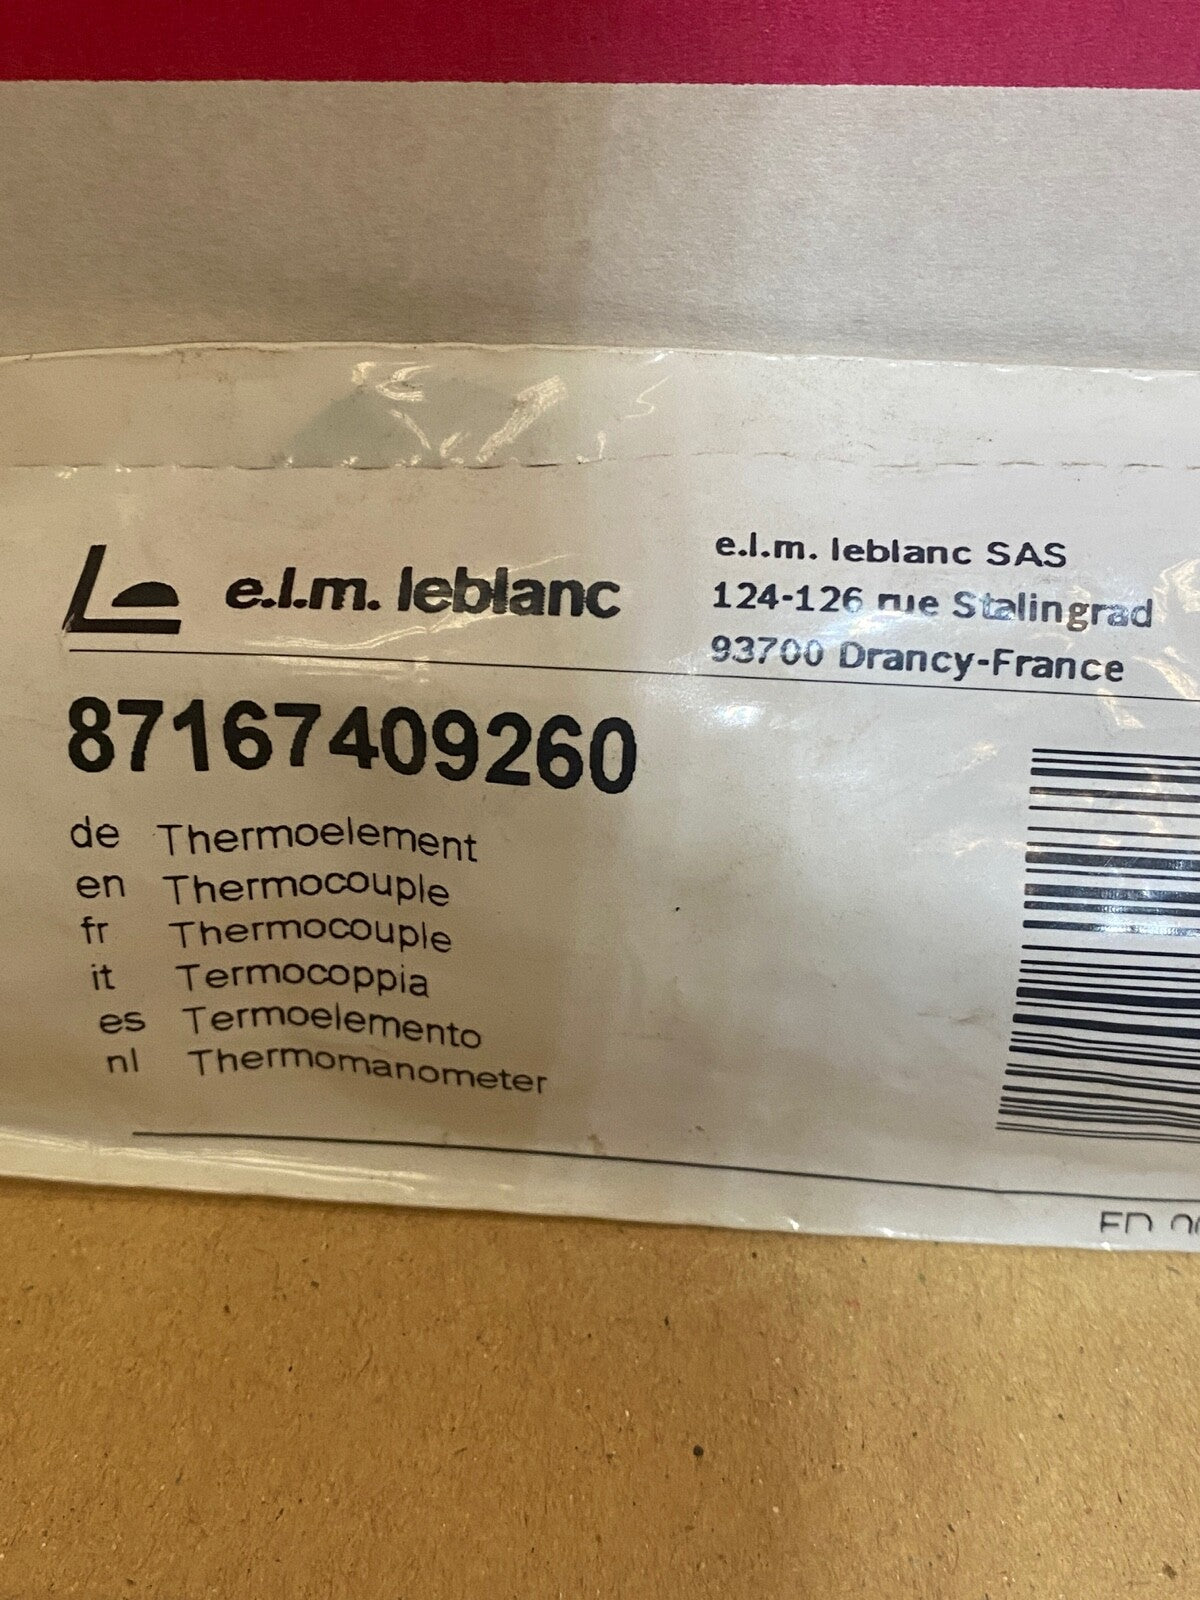 e.l.m. leblanc
e.l.m. leblanc SAS
124-126 rue Stalingrad
93700 Drancy-France
87167409260
de Thermoelement
en Thermocouple
fr Thermocouple
it Termocoppia
es Termoelemento
nl Thermomanometer